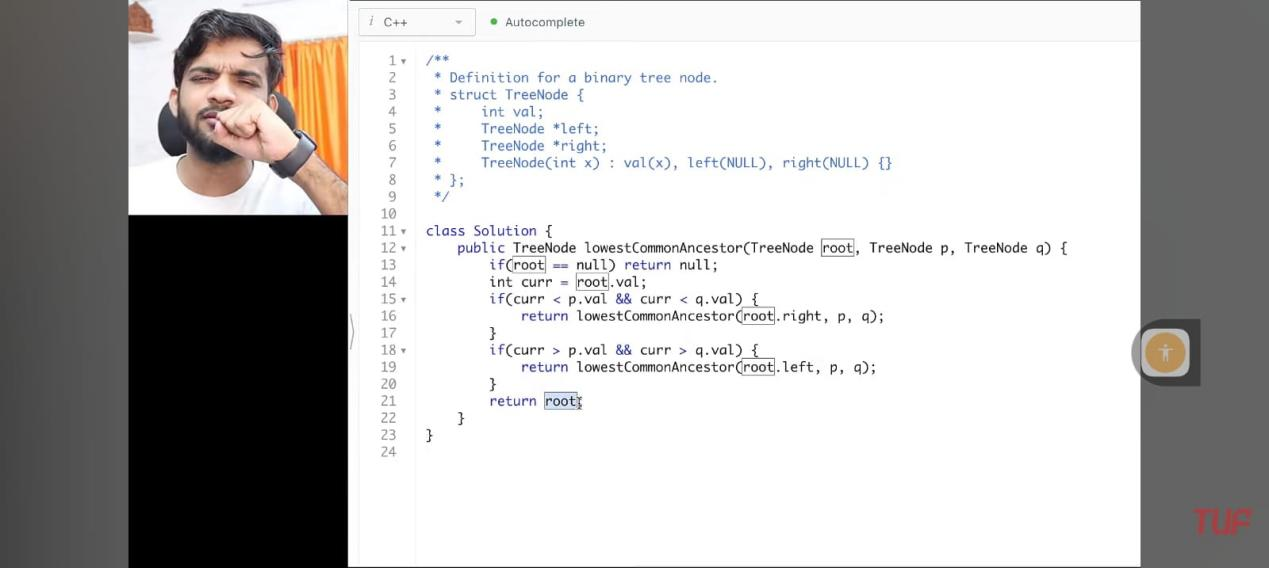 i C++ Autocomplete
1 /**
2 * Definition for a binary tree node.
3 * struct TreeNode {
4 * int val;
5 * TreeNode *left;
6 * TreeNode *right;
7 * TreeNode(int x) : val(x), left(NULL), right(NULL) {}
8 * };
9 */
10
11 class Solution {
12 public TreeNode lowestCommonAncestor(TreeNode root, TreeNode p, TreeNode q) {
13 if(root == null) return null;
14 int curr = root.val;
15 if(curr < p.val && curr < q.val) {
16 return lowestCommonAncestor(root.right, p, q);
17 }
18 if(curr > p.val && curr > q.val) {
19 return lowestCommonAncestor(root.left, p, q);
20 }
21 return root;
22 }
23 }
24
TUF